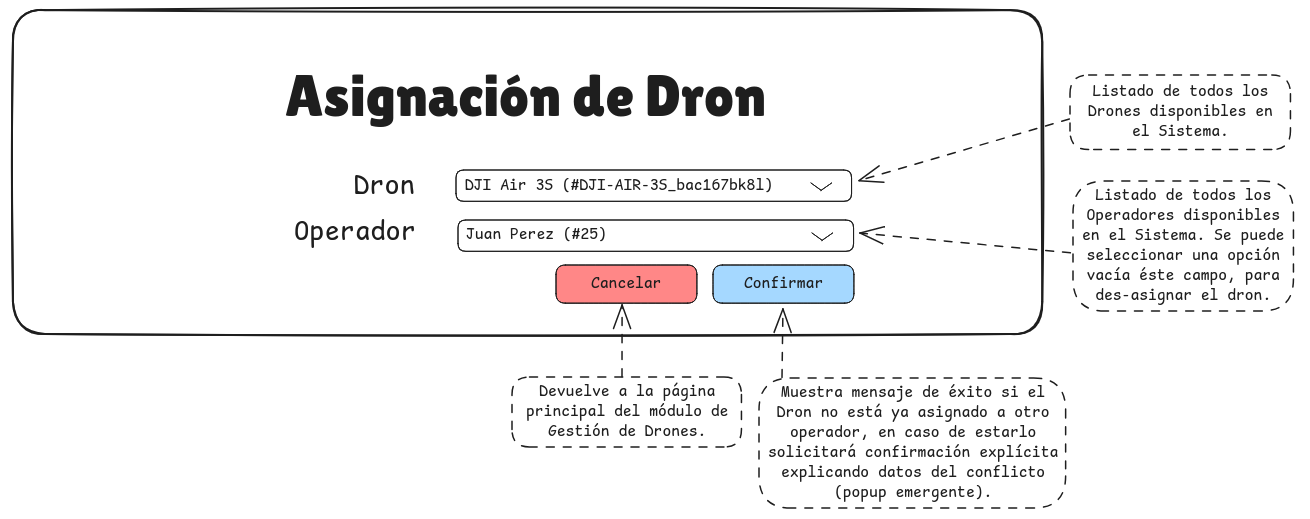 Asignación de Dron
Dron
DJI Air 3S (#DJI-AIR-3S_bac167bk8l)
Operador
Juan Perez (#25)
Cancelar
Confirmar
Listado de todos los
Drones disponibles en
el Sistema.
Listado de todos los
Operadores disponibles
en el Sistema. Se puede
seleccionar una opción
vacía éste campo, para
des-asignar el dron.
Devuelve a la página
principal del módulo de
Gestión de Drones.
Muestra mensaje de éxito si el
Dron no está ya asignado a otro
operador, en caso de estarlo
solicitará confirmación explícita
explicando datos del conflicto
(popup emergente).